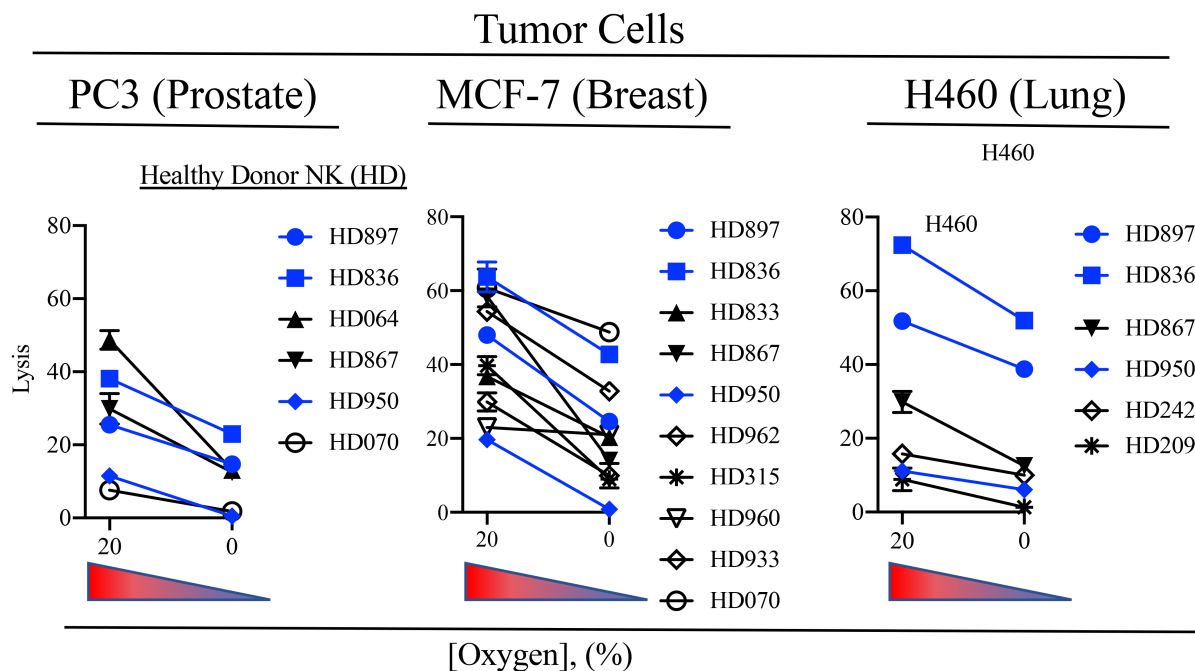 Tumor Cells
PC3 (Prostate)
MCF-7 (Breast)
H460 (Lung)
H460
Healthy Donor NK (HD)
Lysis
80
60
40
20
0
20
0
HD897
HD836
HD064
HD867
HD950
HD070
80
60
40
20
0
20
0
HD897
HD836
HD833
HD867
HD950
HD962
HD315
HD960
HD933
HD070
H460
80
60
40
20
0
20
0
HD897
HD836
HD867
HD950
HD242
HD209
[Oxygen], (%)